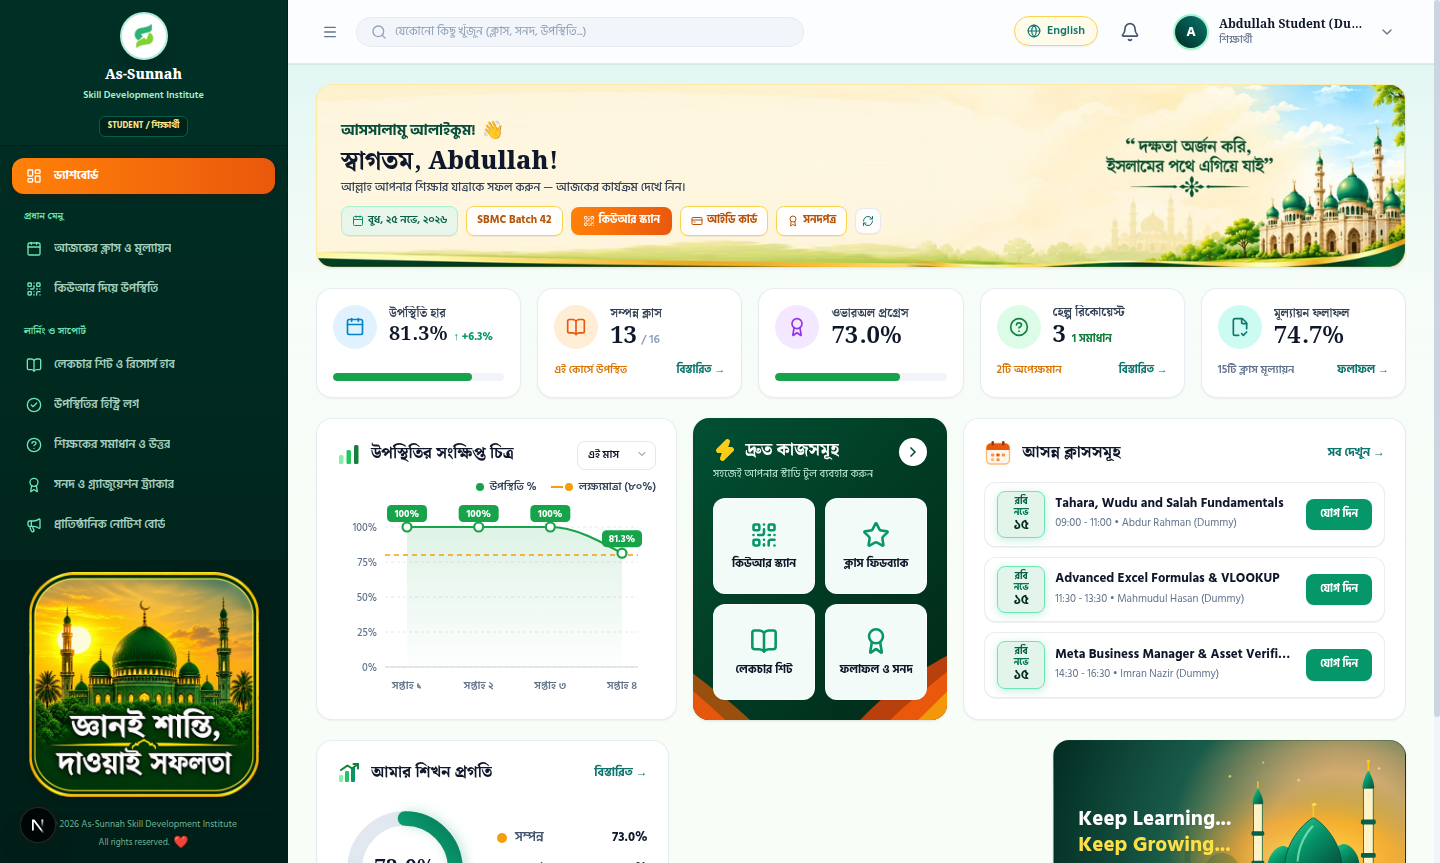 As-Sunnah
Skill Development Institute
STUDENT / শিক্ষার্থী
ড্যাশবোর্ড
প্রধান মেনু
আজকের ক্লাস ও মূল্যায়ন
কিউআর দিয়ে উপস্থিতি
লার্নিং ও সাপোর্ট
লেকচার শিট ও রিসোর্স হাব
উপস্থিতির হিস্ট্রি লগ
শিক্ষকের সমাধান ও উত্তর
সনদ ও গ্র্যাজুয়েশন ট্র্যাকার
প্রাতিষ্ঠানিক নোটিশ বোর্ড
জ্ঞানই শান্তি,
দাওয়াই সফলতা
N
2026 As-Sunnah Skill Development Institute
All rights reserved. ❤️
যেকোনো কিছু খুঁজুন (ক্লাস, সনদ, উপস্থিতি...)
English
A
Abdullah Student (Du...
শিক্ষার্থী
আসসালামু আলাইকুম! 👋
স্বাগতম, Abdullah!
আল্লাহ আপনার শিক্ষার যাত্রাকে সফল করুন — আজকের কার্যক্রম দেখে নিন।
বুধ, ২৫ নভে, ২০২৬
SBMC Batch 42
কিউআর স্ক্যান
আইডি কার্ড
সনদপত্র
“ দক্ষতা অর্জন করি,
ইসলামের পথে এগিয়ে যাই”
উপস্থিতি হার
81.3% ↑ +6.3%
সম্পন্ন ক্লাস
13 / 16
এই কোর্সে উপস্থিত
বিস্তারিত →
ওভারঅল প্রগ্রেস
73.0%
হেল্প রিকোয়েস্ট
3 1 সমাধান
2টি অপেক্ষমান
বিস্তারিত →
মূল্যায়ন ফলাফল
74.7%
15টি ক্লাস মূল্যায়ন
ফলাফল →
উপস্থিতির সংক্ষিপ্ত চিত্র
এই মাস
উপস্থিতি %
লক্ষ্যমাত্রা (৮০%)
100%
100%
100%
81.3%
100%
75%
50%
25%
0%
সপ্তাহ ১
সপ্তাহ ২
সপ্তাহ ৩
সপ্তাহ ৪
দ্রুত কাজসমূহ
সহজেই আপনার স্টাডি টুল ব্যবহার করুন
কিউআর স্ক্যান
ক্লাস ফিডব্যাক
লেকচার শিট
ফলাফল ও সনদ
আসন্ন ক্লাসসমূহ
সব দেখুন →
রবি
নভে
১৫
Tahara, Wudu and Salah Fundamentals
09:00 - 11:00 • Abdur Rahman (Dummy)
যোগ দিন
রবি
নভে
১৫
Advanced Excel Formulas & VLOOKUP
11:30 - 13:30 • Mahmudul Hasan (Dummy)
যোগ দিন
রবি
নভে
১৫
Meta Business Manager & Asset Verifi...
14:30 - 16:30 • Imran Nazir (Dummy)
যোগ দিন
আমার শিখন প্রগতি
বিস্তারিত →
সম্পন্ন
73.0%
Keep Learning...
Keep Growing...